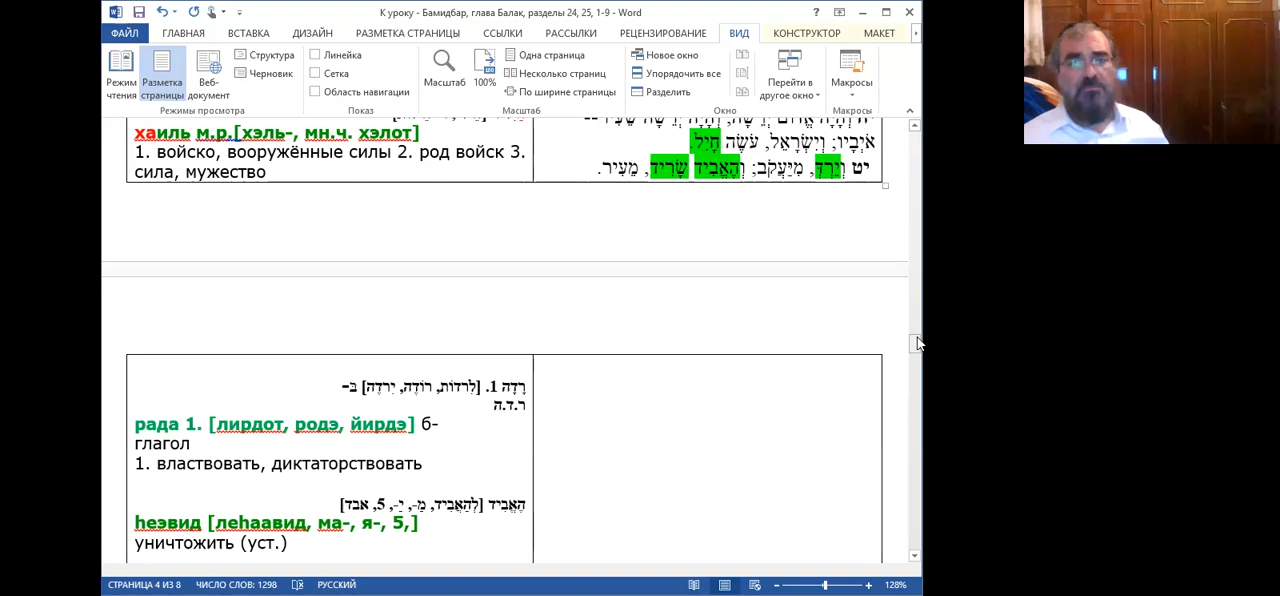 К уроку - Бамидбар, глава Балак, разделы 24, 25, 1-9 - Word
ФАЙЛ ГЛАВНАЯ ВСТАВКА ДИЗАЙН РАЗМЕТКА СТРАНИЦЫ ССЫЛКИ РАССЫЛКИ РЕЦЕНЗИРОВАНИЕ ВИД КОНСТРУКТОР МАКЕТ
Режим чтения
Разметка страницы
Веб-документ
Структура
Черновик
Режимы просмотра
Линейка
Сетка
Область навигации
Показ
Масштаб
100%
Одна страница
Несколько страниц
По ширине страницы
Масштаб
Новое окно
Упорядочить все
Разделить
Перейти в другое окно
Окно
Макросы
Макросы
хаиль м.р.[хэль-, мн.ч. хэлот]
1. войско, вооружённые силы 2. род войск 3.
сила, мужество
אֹיְבָיו; וְיִשְׂרָאֵל, עֹשֶׂה חָיִל.
יט וְיֵרְדְּ, מִיַּעֲקֹב; וְהֶאֱבִיד שָׂרִיד, מֵעִיר.
רָדָה 1. [לִרדוֹת, רוֹדֶה, יִרדֶה] בּ-
ר.ד.ה
рада 1. [лирдот, родэ, йирдэ] б-
глагол
1. властвовать, диктаторствовать
הֶאֱבִיד [לְהַאֲבִיד, מַ-, יַ-, 5, אבד]
hеэвид [леhаавид, ма-, я-, 5,]
уничтожить (уст.)
СТРАНИЦА 4 ИЗ 8 ЧИСЛО СЛОВ: 1298 РУССКИЙ 128%